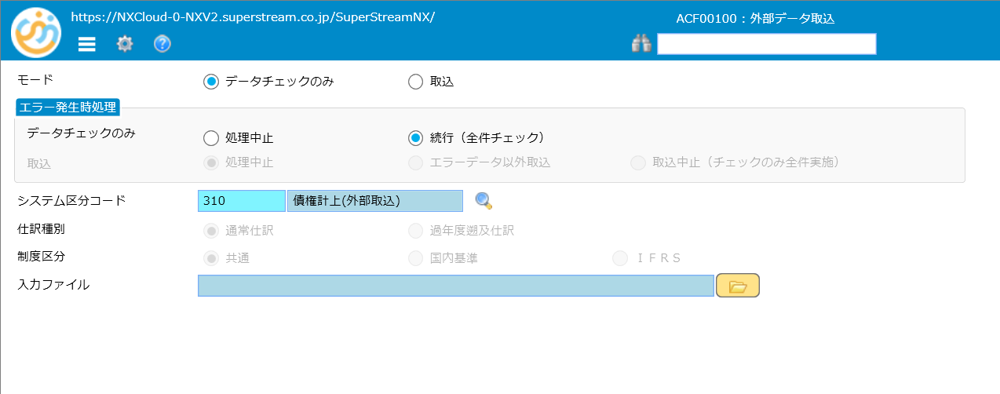 https://NXCloud-0-NXV2.superstream.co.jp/SuperStreamNX/
ACF00100：外部データ取込
モード データチェックのみ 取込
エラー発生時処理
データチェックのみ 処理中止 続行（全件チェック）
取込 処理中止 エラーデータ以外取込 取込中止（チェックのみ全件実施）
システム区分コード 310 債権計上(外部取込)
仕訳種別 通常仕訳 過年度遡及仕訳
制度区分 共通 国内基準 ＩＦＲＳ
入力ファイル